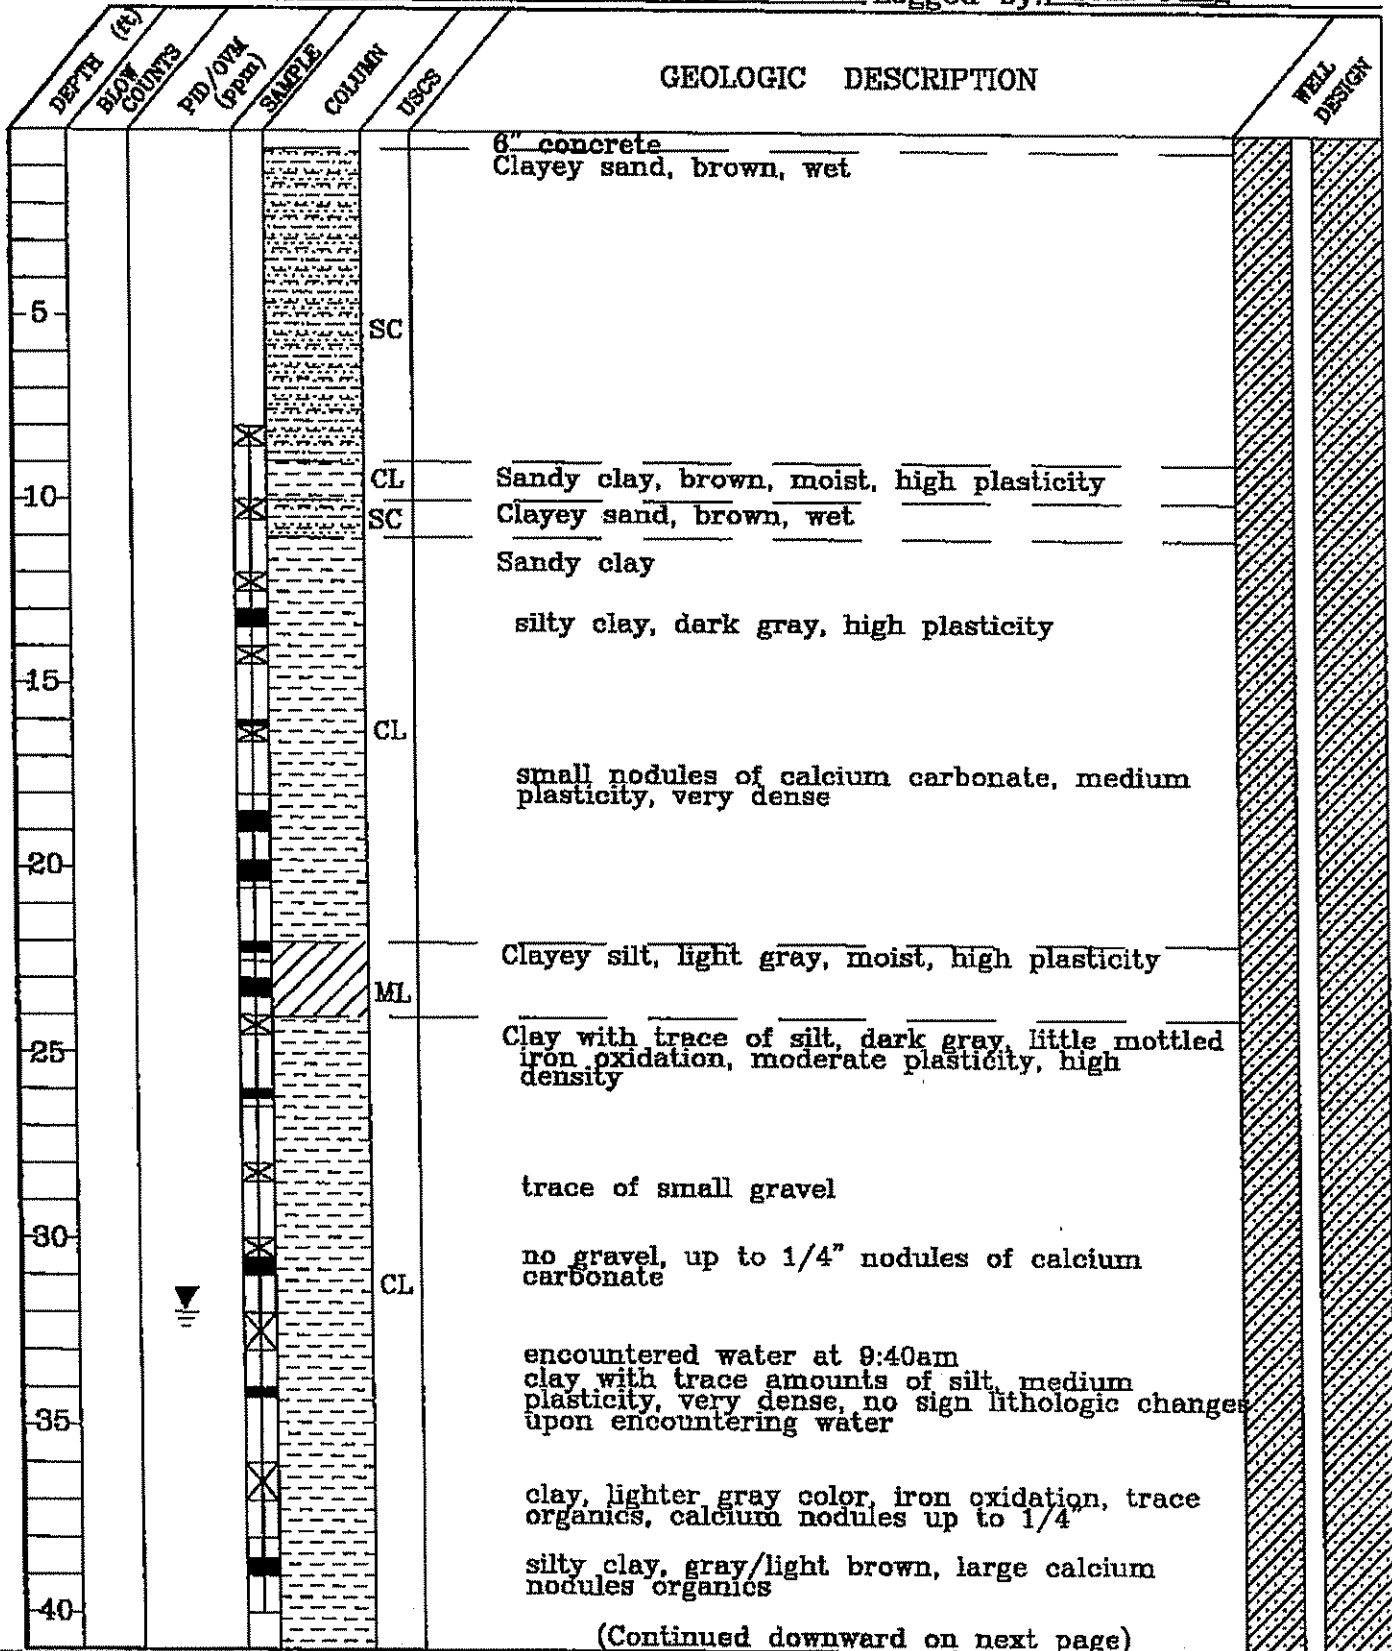 Logged By:
DEPTH (ft)
BLOW
COUNTS
PID/OVM
(ppm)
SAMPLE
COLUMN
USCS
GEOLOGIC DESCRIPTION
WELL
DESIGN
6" concrete
Clayey sand, brown, wet
5
SC
CL
Sandy clay, brown, moist, high plasticity
10
SC
Clayey sand, brown, wet
Sandy clay
silty clay, dark gray, high plasticity
15
CL
small nodules of calcium carbonate, medium
plasticity, very dense
20
Clayey silt, light gray, moist, high plasticity
ML
Clay with trace of silt, dark gray, little mottled
25
iron oxidation, moderate plasticity, high
density
trace of small gravel
30
no gravel, up to 1/4" nodules of calcium
carbonate
CL
encountered water at 9:40am
clay with trace amounts of silt, medium
plasticity, very dense, no sign lithologic changes
35
upon encountering water
clay, lighter gray color, iron oxidation, trace
organics, calcium nodules up to 1/4"
silty clay, gray/light brown, large calcium
nodules organics
40
(Continued downward on next page)